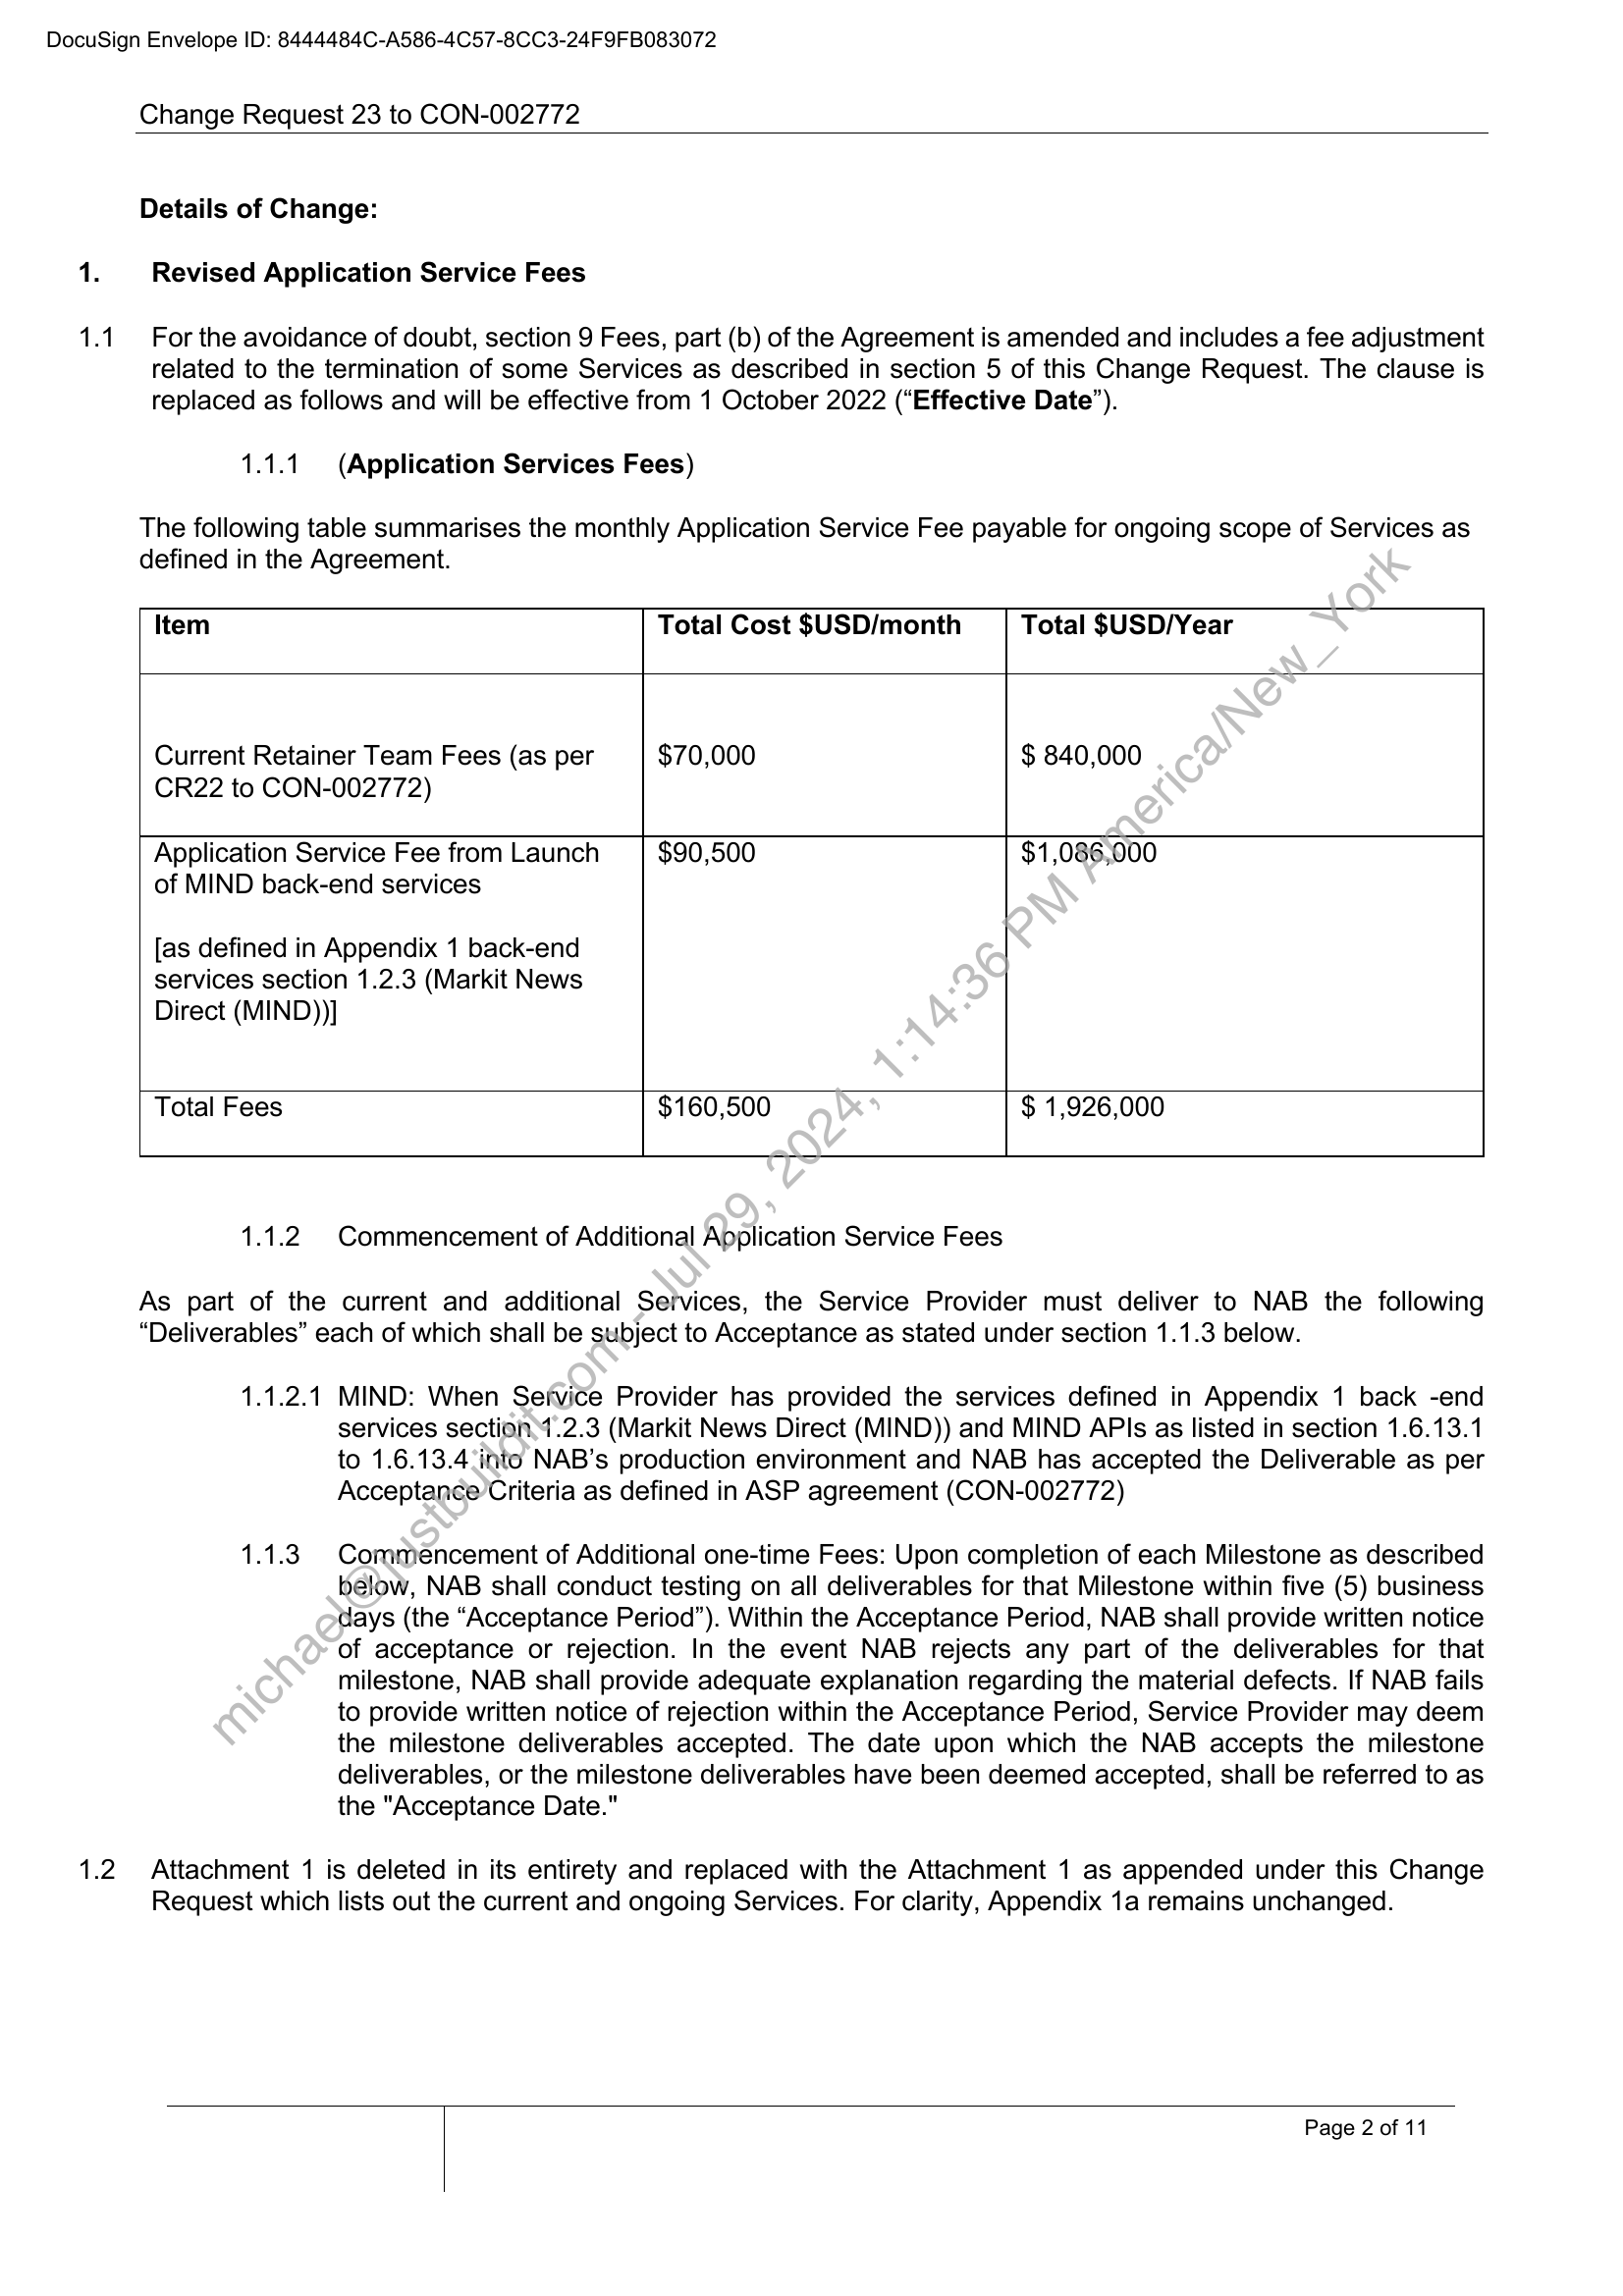 DocuSign Envelope ID: 8444484C-A586-4C57-8CC3-24F9FB083072
Change Request 23 to CON-002772
Details of Change:
1. Revised Application Service Fees
1.1 For the avoidance of doubt, section 9 Fees, part (b) of the Agreement is amended and includes a fee adjustment
related to the termination of some Services as described in section 5 of this Change Request. The clause is
replaced as follows and will be effective from 1 October 2022 (“Effective Date”).
1.1.1 (Application Services Fees)
The following table summarises the monthly Application Service Fee payable for ongoing scope of Services as
defined in the Agreement.
Item Total Cost $USD/month Total $USD/Year
Current Retainer Team Fees (as per $70,000 $ 840,000
CR22 to CON-002772)
Application Service Fee from Launch $90,500 $1,086,000
of MIND back-end services
[as defined in Appendix 1 back-end
services section 1.2.3 (Markit News
Direct (MIND))]
Total Fees $160,500 $ 1,926,000
1.1.2 Commencement of Additional Application Service Fees
As part of the current and additional Services, the Service Provider must deliver to NAB the following
“Deliverables” each of which shall be subject to Acceptance as stated under section 1.1.3 below.
1.1.2.1 MIND: When Service Provider has provided the services defined in Appendix 1 back -end
services section 1.2.3 (Markit News Direct (MIND)) and MIND APIs as listed in section 1.6.13.1
to 1.6.13.4 into NAB’s production environment and NAB has accepted the Deliverable as per
Acceptance Criteria as defined in ASP agreement (CON-002772)
1.1.3 Commencement of Additional one-time Fees: Upon completion of each Milestone as described
below, NAB shall conduct testing on all deliverables for that Milestone within five (5) business
days (the “Acceptance Period”). Within the Acceptance Period, NAB shall provide written notice
of acceptance or rejection. In the event NAB rejects any part of the deliverables for that
milestone, NAB shall provide adequate explanation regarding the material defects. If NAB fails
to provide written notice of rejection within the Acceptance Period, Service Provider may deem
the milestone deliverables accepted. The date upon which the NAB accepts the milestone
deliverables, or the milestone deliverables have been deemed accepted, shall be referred to as
the "Acceptance Date."
1.2 Attachment 1 is deleted in its entirety and replaced with the Attachment 1 as appended under this Change
Request which lists out the current and ongoing Services. For clarity, Appendix 1a remains unchanged.
michael@justbuildit.com - Jul 29, 2024, 1:14:36 PM America/New_York
Page 2 of 11